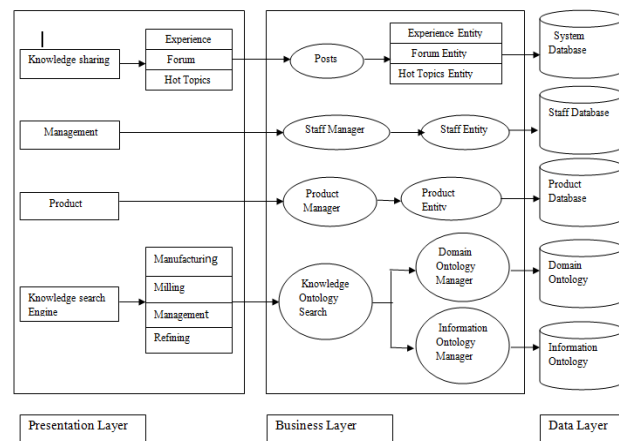 Knowledge sharing
Experience
Forum
Hot Topics
Posts
Experience Entity
Forum Entity
Hot Topics Entity
System
Database
Management
Staff Manager
Staff Entity
Staff Database
Product
Product
Manager
Product
Entity
Product
Database
Knowledge search
Engine
Manufacturing
Milling
Management
Refining
Knowledge
Ontology
Search
Domain
Ontology
Manager
Information
Ontology
Manager
Domain
Ontology
Information
Ontology
Presentation Layer
Business Layer
Data Layer